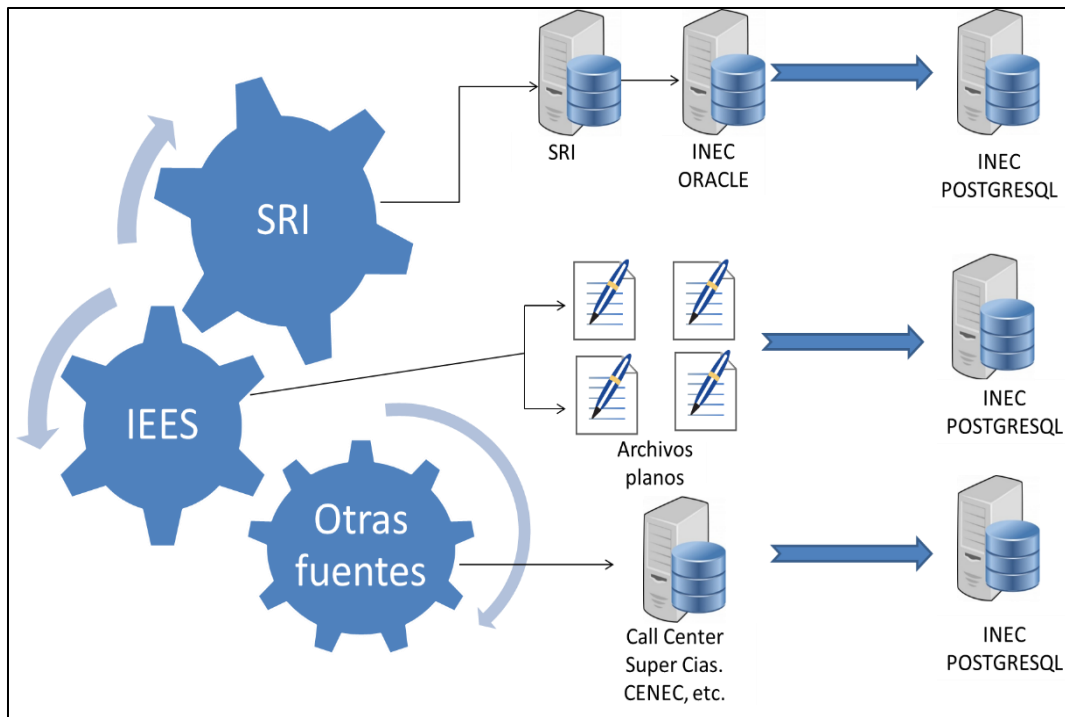 SRI
SRI
INEC
ORACLE
INEC
POSTGRESQL
IEES
Archivos
planos
INEC
POSTGRESQL
Otras
fuentes
Call Center
Super Cias.
CENEC, etc.
INEC
POSTGRESQL